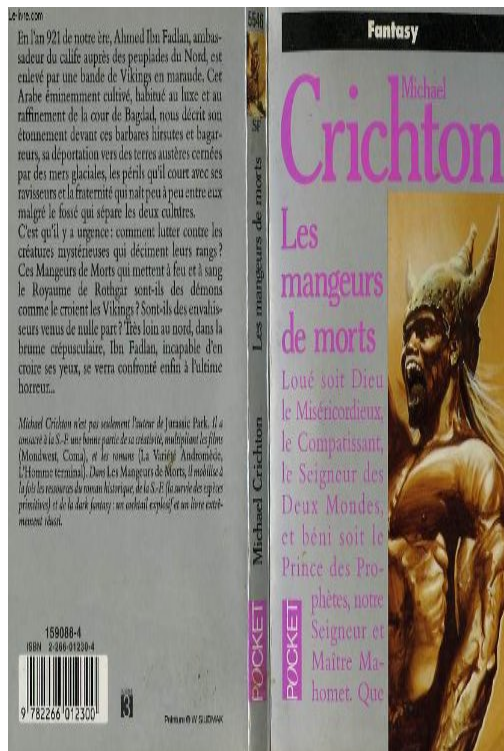 Le-livre.com
En l'an 921 de notre ère, Ahmed Ibn Fadlan, ambas-
sadeur du calife auprès des peuplades du Nord, est
enlevé par une bande de Vikings en maraude. Cet
Arabe éminemment cultivé, habitué au luxe et au
raffinement de la cour de Bagdad, nous décrit son
étonnement devant ces barbares hirsutes et bagar-
reurs, sa déportation vers des terres austères cernées
par des mers glaciales, les périls qu'il court avec ses
ravisseurs et la fraternité qui naît peu à peu entre eux
malgré le fossé qui sépare les deux cultures.
C'est qu'il y a urgence : comment lutter contre les
créatures mystérieuses qui déciment leurs rangs ?
Ces Mangeurs de Morts qui mettent à feu et à sang
le Royaume de Rothgar sont-ils des démons
comme le croient les Vikings ? Sont-ils des envahis-
seurs venus de nulle part ? Très loin au nord, dans la
brume crépusculaire, Ibn Fadlan, incapable d'en
croire ses yeux, se verra confronté enfin à l'ultime
horreur...
Michael Crichton n'est pas seulement l'auteur de Jurassic Park. Il a
consacré à la S.-F. une bonne partie de sa créativité, multipliant les films
(Mondwest, Coma), et les romans (La Variété Andromède,
L'Homme terminal). Dans Les Mangeurs de Morts, il mobilise à
la fois les ressources du roman historique, de la S.-F. (la survie des espèces
primitives) et de la dark fantasy : un cocktail explosif et un livre extrê-
mement réussi.
159088-4
ISBN 2-266-01230-4
9 782266 012300
3
Peinture © W SIUDMAK
5546
Les mangeurs de morts
Michael Crichton
POCKET
Fantasy
Michael
Crichton
Les
mangeurs
de morts
Loué soit Dieu
le Miséricordieux,
le Compatissant,
le Seigneur des
Deux Mondes,
et béni soit le
Prince des Pro-
phètes, notre
Seigneur et
Maître Ma-
homet. Que
POCKET